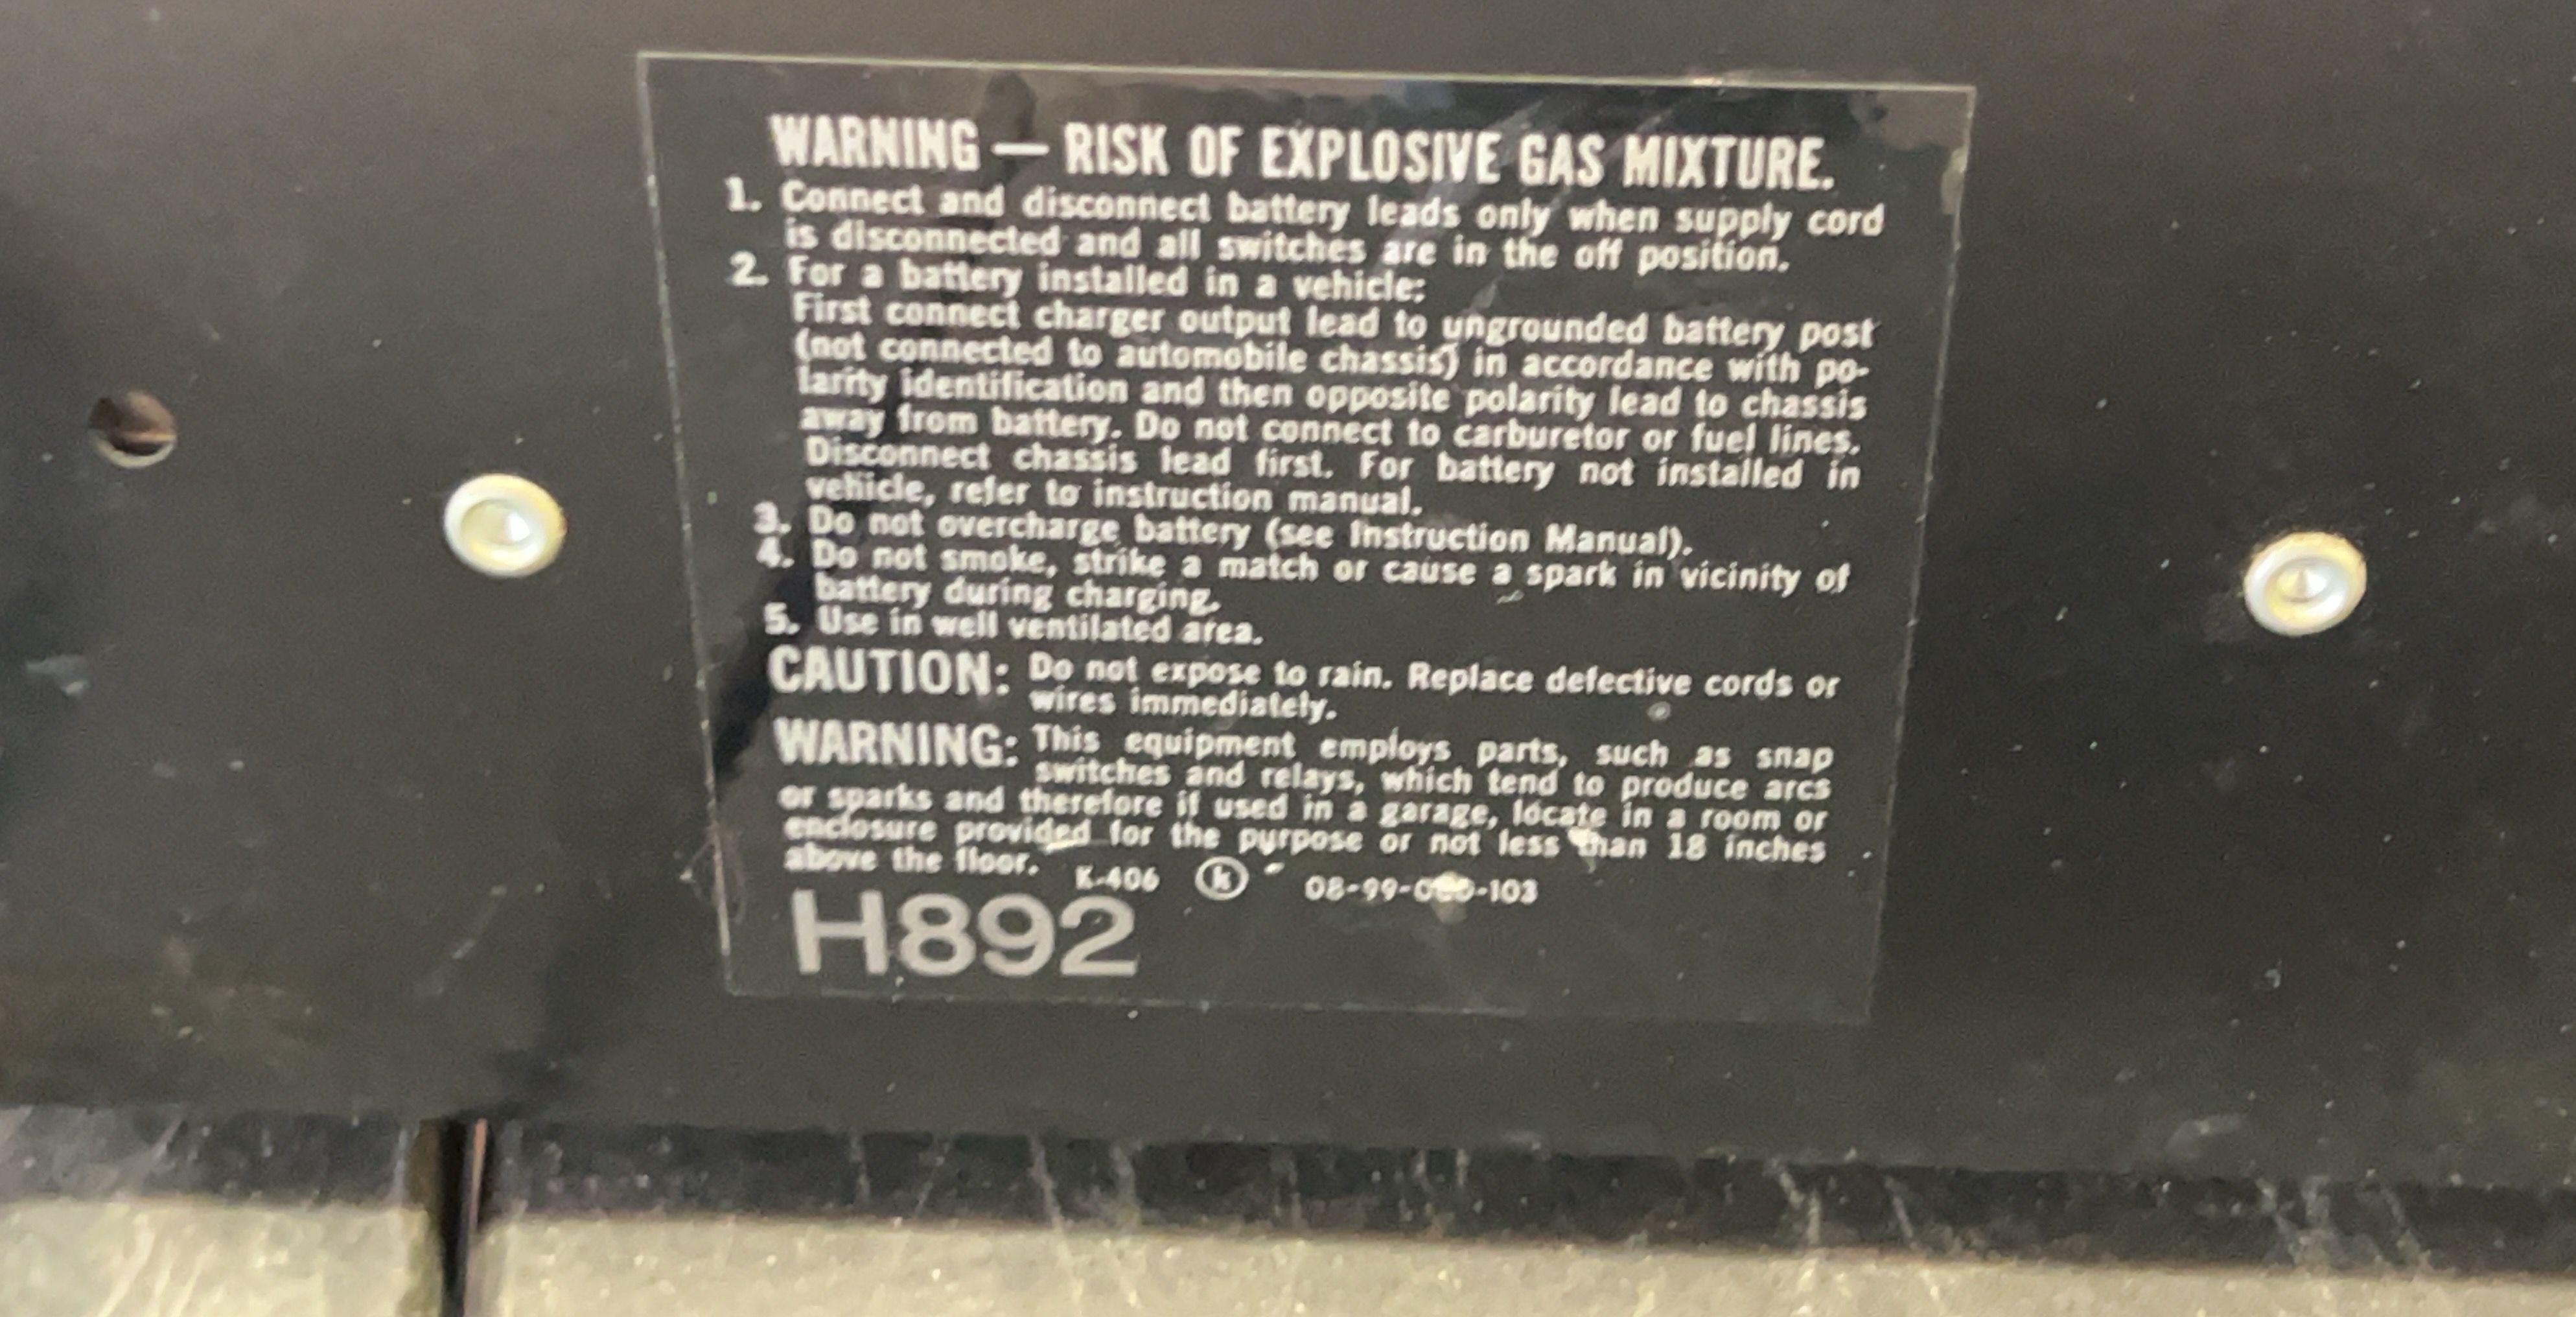 WARNING — RISK OF EXPLOSIVE GAS MIXTURE.
1. Connect and disconnect battery leads only when supply cord
is disconnected and all switches are in the off position.
2. For a battery installed in a vehicle:
First connect charger output lead to ungrounded battery post
(not connected to automobile chassis) in accordance with po-
larity identification and then opposite polarity lead to chassis
away from battery. Do not connect to carburetor or fuel lines.
Disconnect chassis lead first. For battery not installed in
vehicle, refer to instruction manual.
3. Do not overcharge battery (see Instruction Manual).
4. Do not smoke, strike a match or cause a spark in vicinity of
battery during charging.
5. Use in well ventilated area.
CAUTION: Do not expose to rain. Replace defective cords or
wires immediately.
WARNING: This equipment employs parts, such as snap
switches and relays, which tend to produce arcs
or sparks and therefore if used in a garage, locate in a room or
enclosure provided for the purpose or not less than 18 inches
above the floor. K-406 k
H892